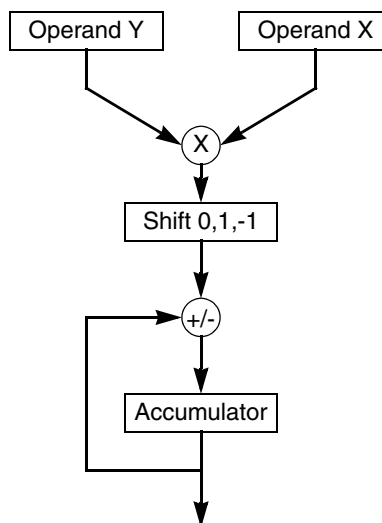 Operand Y
Operand X
X
Shift 0,1,-1
+/-
Accumulator